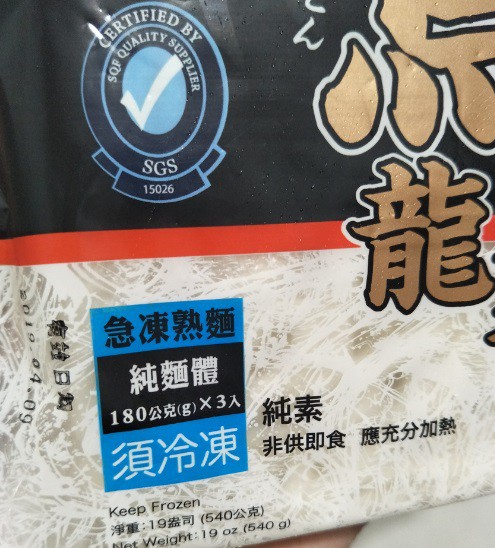 CERTIFIED BY
SQF QUALITY SUPPLIER
SGS
15026
龍
急凍熟麵
純麵體
180公克(g)×3入
須冷凍
純素
非供即食 應充分加熱
Keep Frozen
淨重:19盎司 (540公克)
Net Weight:19 oz (540 g)